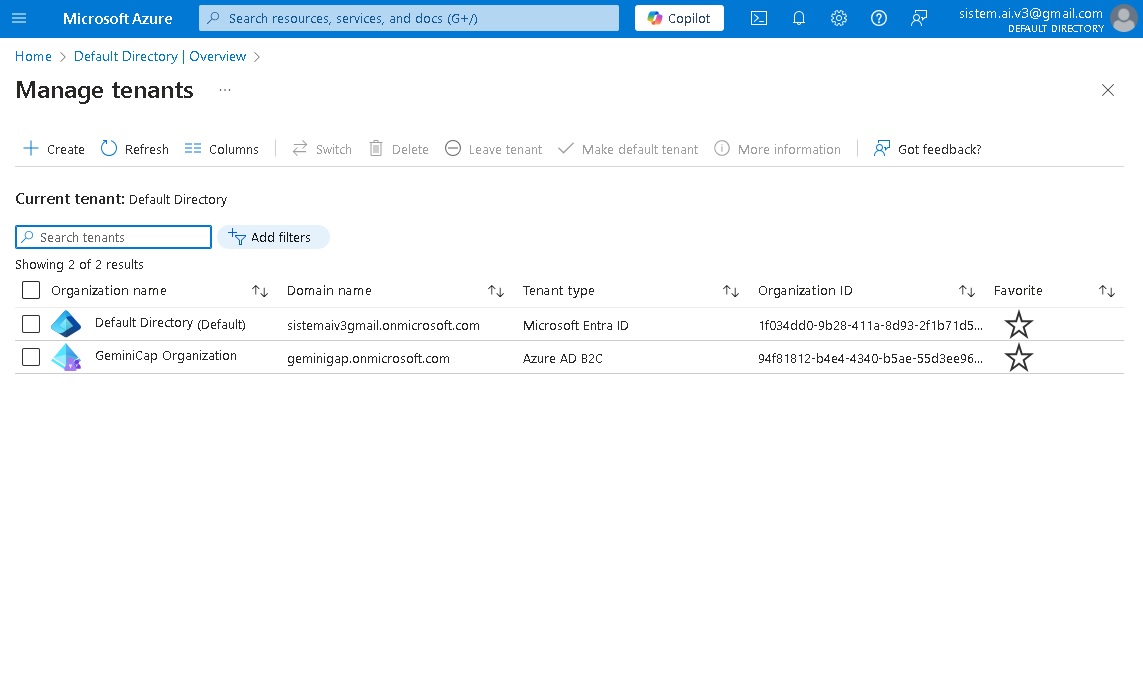 Microsoft Azure
Search resources, services, and docs (G+/)
Copilot
sistem.ai.v3@gmail.com
DEFAULT DIRECTORY
Home > Default Directory | Overview >
Manage tenants ...
Create Refresh Columns Switch Delete Leave tenant Make default tenant More information Got feedback?
Current tenant: Default Directory
Search tenants Add filters
Showing 2 of 2 results
Organization name Domain name Tenant type Organization ID Favorite
Default Directory (Default) sistemaiv3gmail.onmicrosoft.com Microsoft Entra ID 1f034dd0-9b28-411a-8d93-2f1b71d5...
GeminiCap Organization geminigap.onmicrosoft.com Azure AD B2C 94f81812-b4e4-4340-b5ae-55d3ee96...